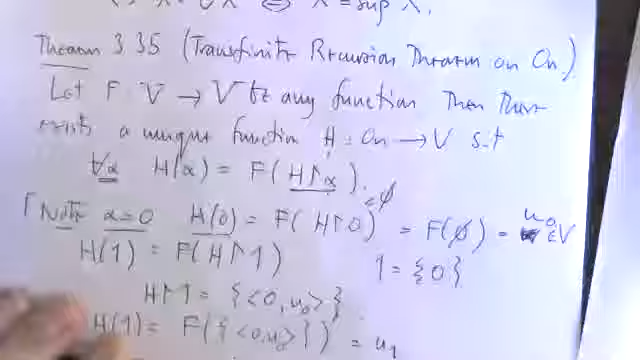 λ = sup λ.
Theorem 3.35 (Transfinite Recursion Theorem on On)
Let F: V → V be any function Then there
exists a unique function H: On → V s.t
∀α H(α) = F(H↾α).
⌈Note α=0 H(0) = F(H↾0) = F(∅) = u₀ ∈V
=∅
H(1) = F(H↾1) 1 = {0}
H↾1 = {<0,u₀>}
H(1) = F({<0,u₀>}) = u₁